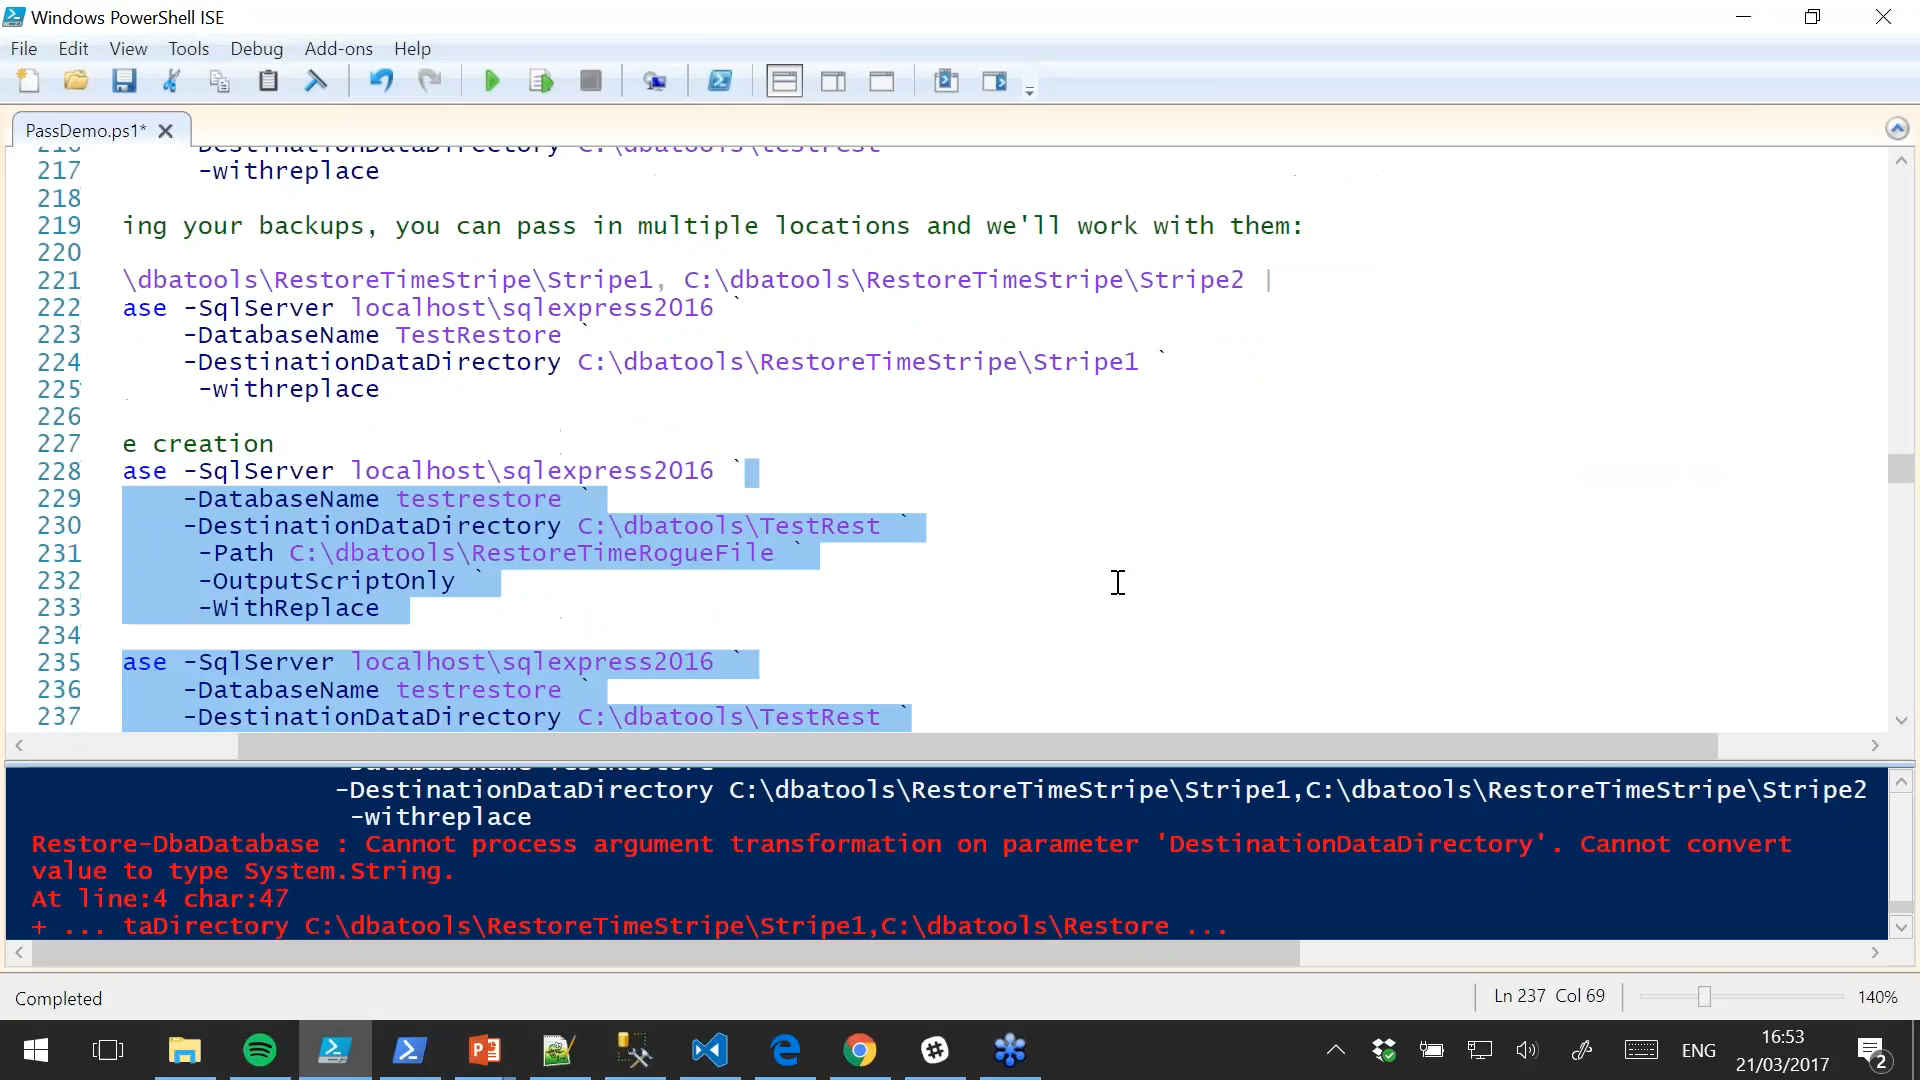 Windows PowerShell ISE
File Edit View Tools Debug Add-ons Help
PassDemo.ps1*
216 -DestinationDataDirectory C:\dbatools\testrest
217 -withreplace
218
219 ing your backups, you can pass in multiple locations and we'll work with them:
220
221 \dbatools\RestoreTimeStripe\Stripe1, C:\dbatools\RestoreTimeStripe\Stripe2 |
222 ase -SqlServer localhost\sqlexpress2016 `
223 -DatabaseName TestRestore `
224 -DestinationDataDirectory C:\dbatools\RestoreTimeStripe\Stripe1 `
225 -withreplace
226
227 e creation
228 ase -SqlServer localhost\sqlexpress2016 `
229 -DatabaseName testrestore `
230 -DestinationDataDirectory C:\dbatools\TestRest `
231 -Path C:\dbatools\RestoreTimeRogueFile `
232 -OutputScriptOnly `
233 -WithReplace
234
235 ase -SqlServer localhost\sqlexpress2016 `
236 -DatabaseName testrestore `
237 -DestinationDataDirectory C:\dbatools\TestRest `
-DatabaseName TestRestore
-DestinationDataDirectory C:\dbatools\RestoreTimeStripe\Stripe1,C:\dbatools\RestoreTimeStripe\Stripe2
-withreplace
Restore-DbaDatabase : Cannot process argument transformation on parameter 'DestinationDataDirectory'. Cannot convert
value to type System.String.
At line:4 char:47
+ ... taDirectory C:\dbatools\RestoreTimeStripe\Stripe1,C:\dbatools\Restore ...
Completed
Ln 237 Col 69
140%
ENG
16:53
21/03/2017
2